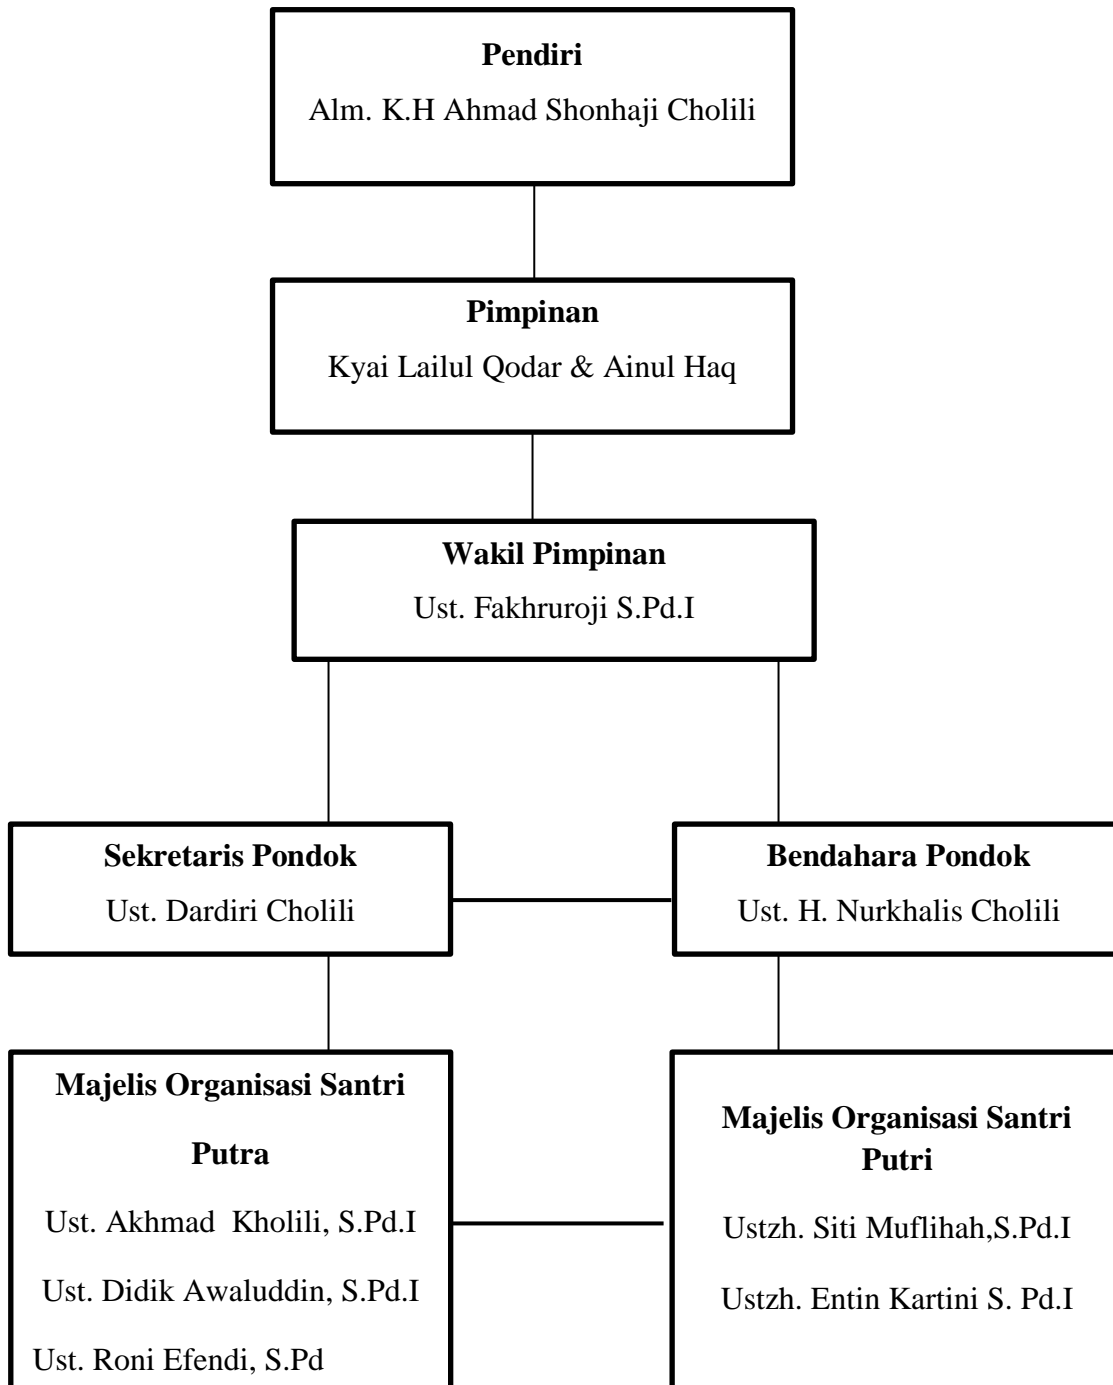 Pendiri
Alm. K.H Ahmad Shonhaji Cholili
Pimpinan
Kyai Lailul Qodar & Ainul Haq
Wakil Pimpinan
Ust. Fakhruroji S.Pd.I
Sekretaris Pondok
Ust. Dardiri Cholili
Bendahara Pondok
Ust. H. Nurkhalis Cholili
Majelis Organisasi Santri
Putra
Ust. Akhmad  Kholili, S.Pd.I
Ust. Didik Awaluddin, S.Pd.I
Ust. Roni Efendi, S.Pd
Majelis Organisasi Santri
Putri
Ustzh. Siti Muflihah,S.Pd.I
Ustzh. Entin Kartini S. Pd.I